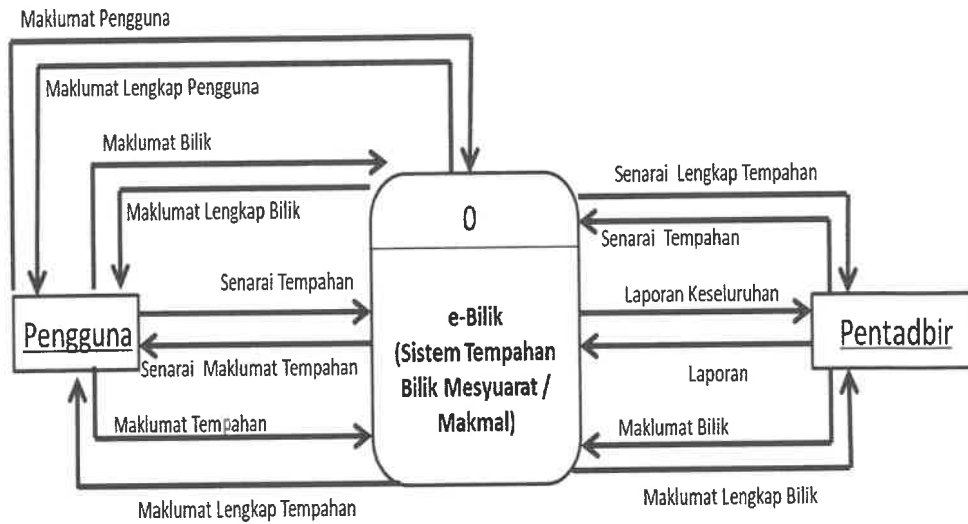 Maklumat Pengguna
Maklumat Lengkap Pengguna
Maklumat Bilik
Maklumat Lengkap Bilik
Senarai Tempahan
Pengguna
Senarai Maklumat Tempahan
Maklumat Tempahan
Maklumat Lengkap Tempahan
0
e-Bilik
(Sistem Tempahan
Bilik Mesyuarat /
Makmal)
Senarai Lengkap Tempahan
Senarai Tempahan
Laporan Keseluruhan
Pentadbir
Laporan
Maklumat Bilik
Maklumat Lengkap Bilik